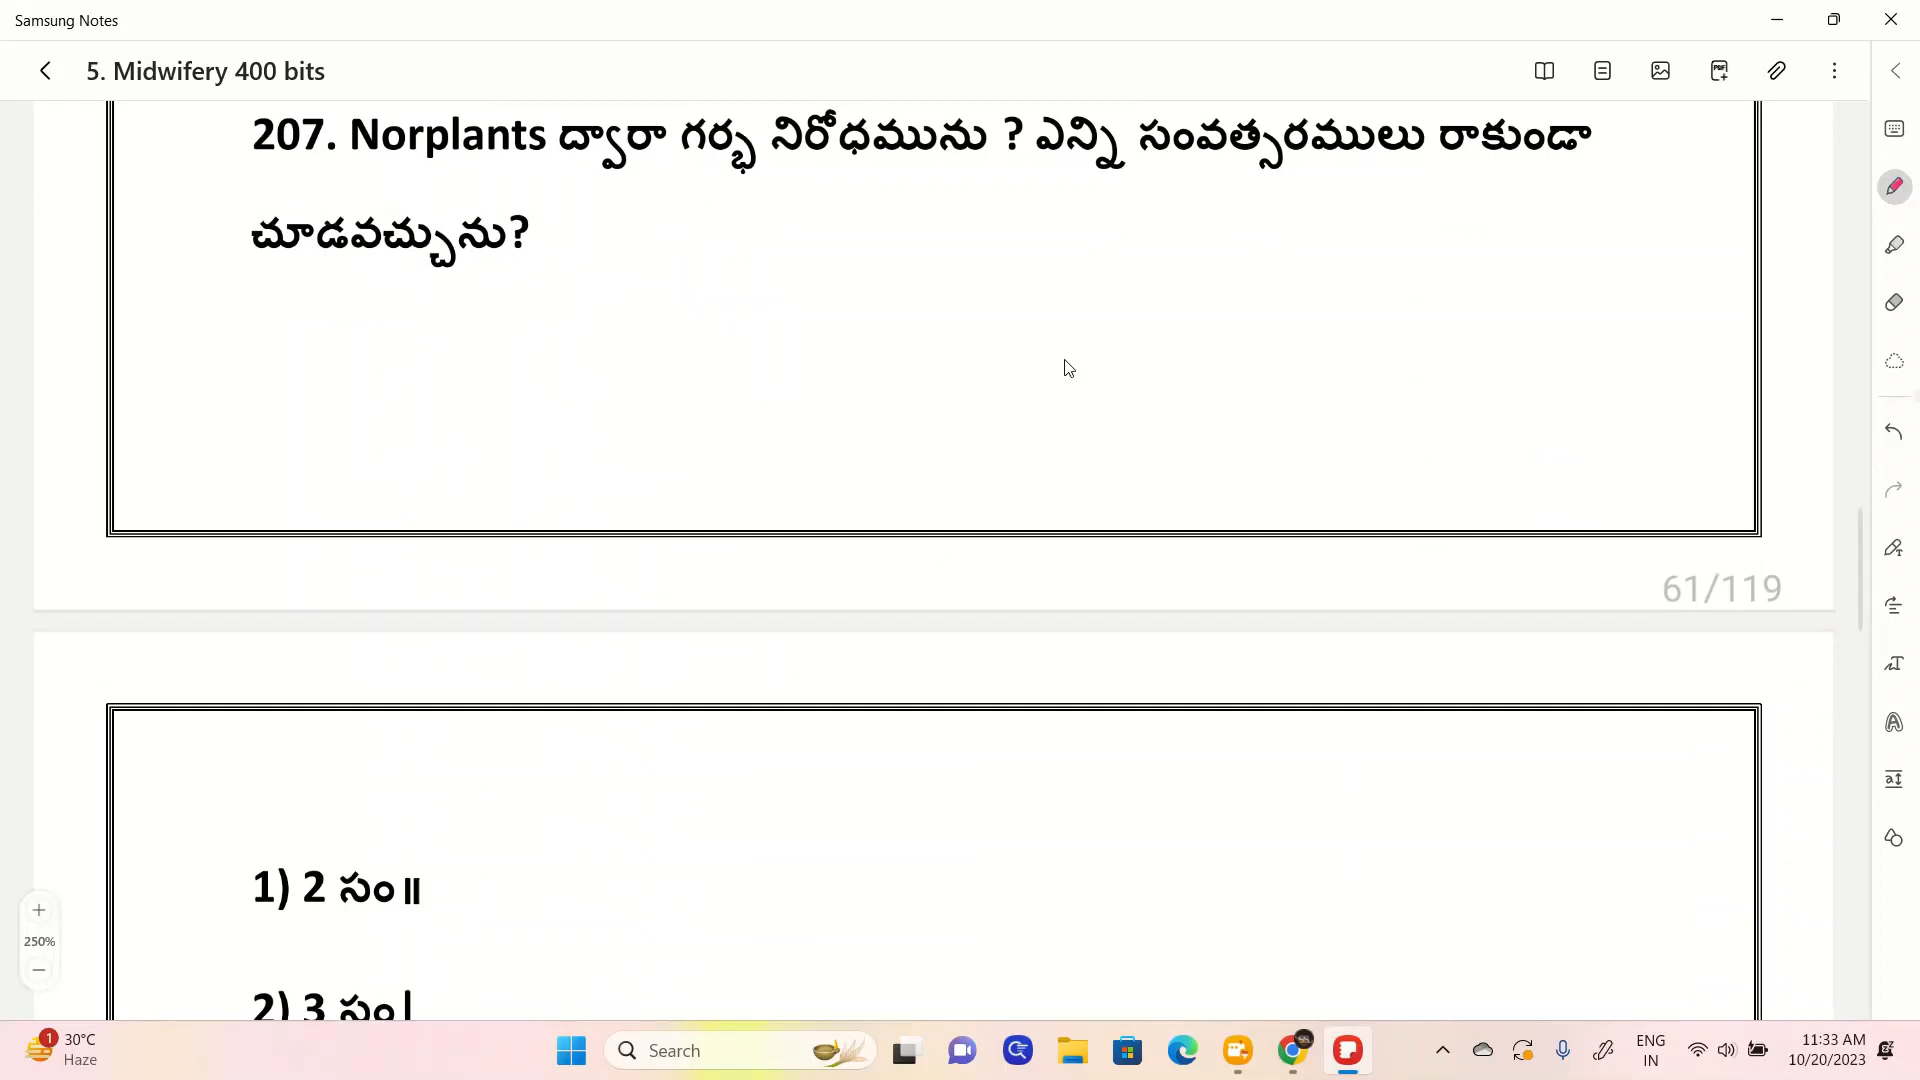 Samsung Notes
5. Midwifery 400 bits
207. Norplants ద్వారా గర్భ నిరోధమును ? ఎన్ని సంవత్సరములు రాకుండా
చూడవచ్చును?
61/119
1) 2 సం॥
2) 3 సం|
250%
1
30°C
Haze
Search
ENG
IN
11:33 AM
10/20/2023